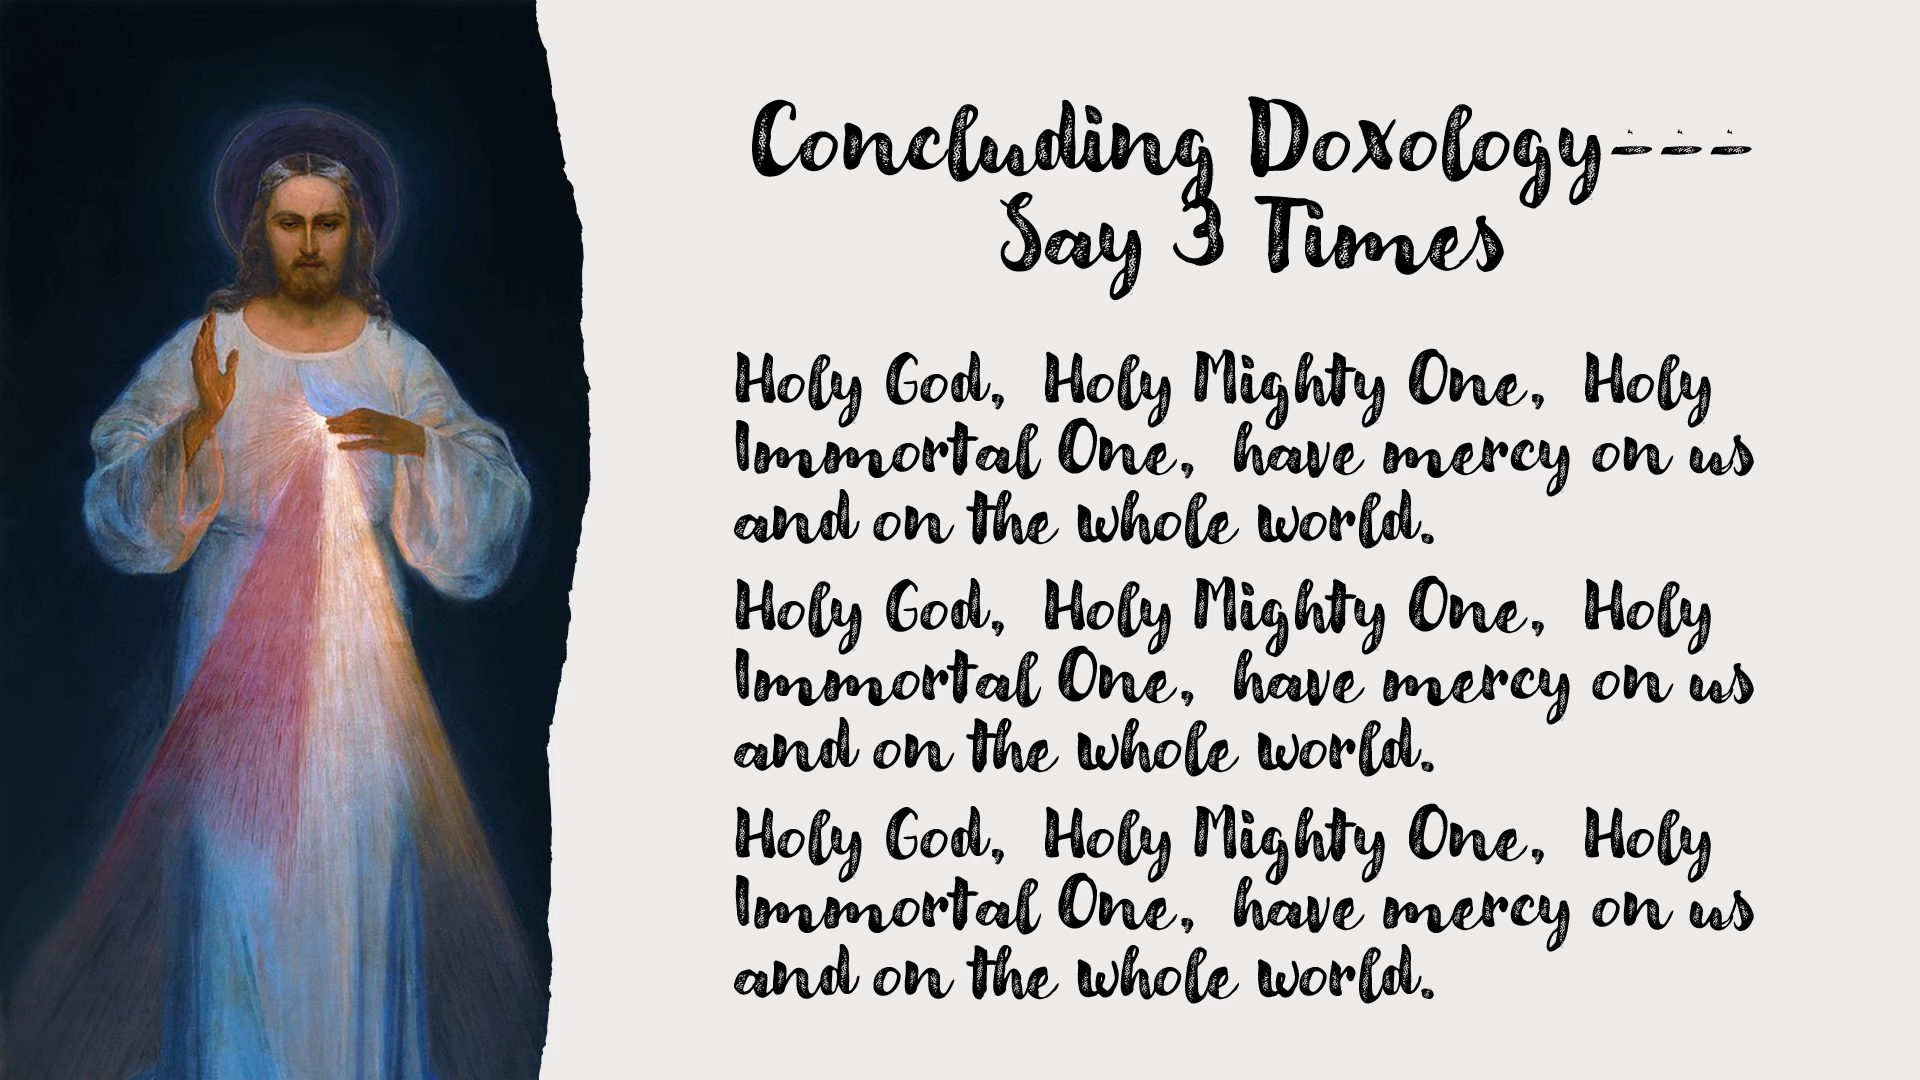 Concluding Doxology---
Say 3 Times
Holy God, Holy Mighty One, Holy
Immortal One, have mercy on us
and on the whole world.
Holy God, Holy Mighty One, Holy
Immortal One, have mercy on us
and on the whole world.
Holy God, Holy Mighty One, Holy
Immortal One, have mercy on us
and on the whole world.